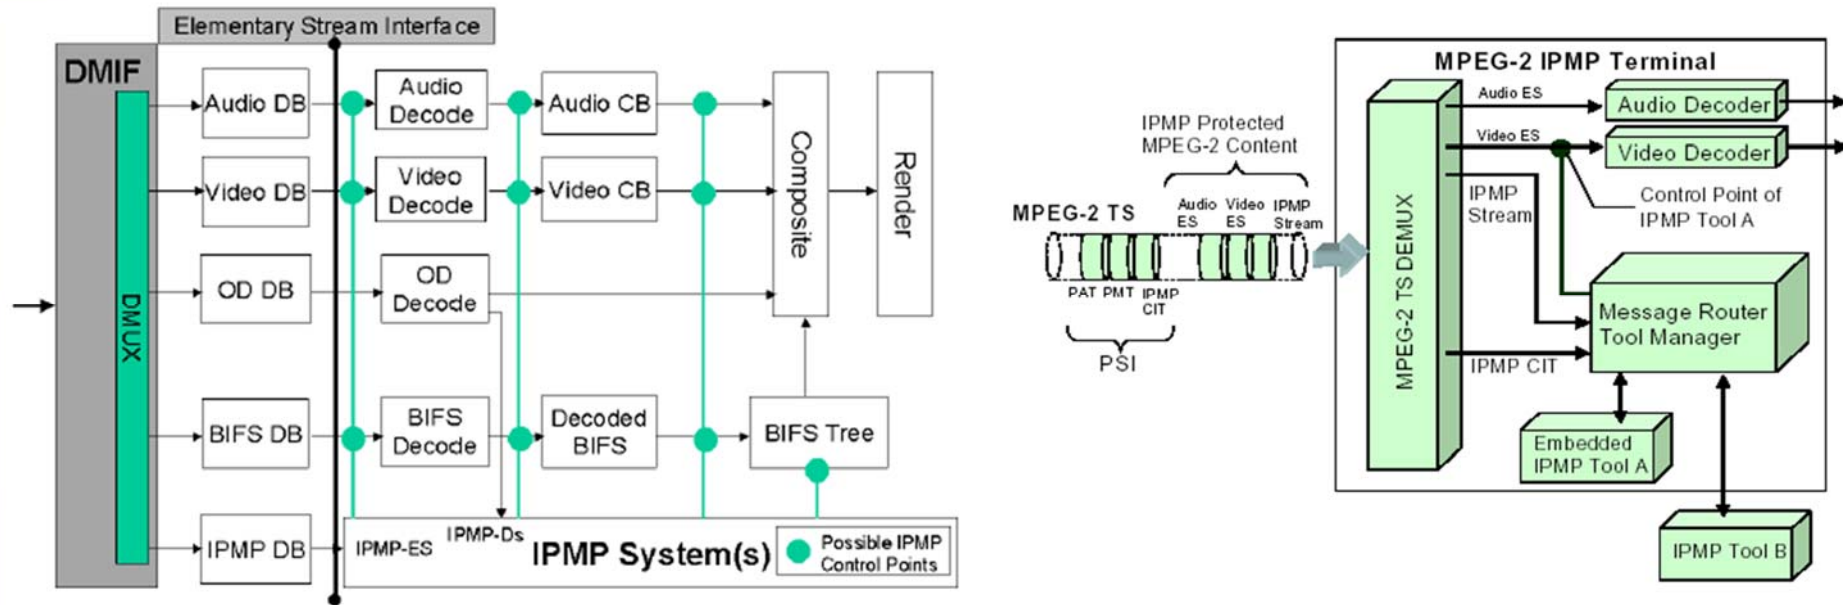 Elementary Stream Interface
DMIF
DMUX
Audio DB
Audio
Decode
Audio CB
Video DB
Video
Decode
Video CB
Composite
Render
OD DB
OD
Decode
BIFS DB
BIFS
Decode
Decoded
BIFS
BIFS Tree
IPMP DB
IPMP-ES
IPMP-Ds
IPMP System(s)
Possible IPMP
Control Points
MPEG-2 IPMP Terminal
Audio ES
Audio Decoder
Video ES
Video Decoder
IPMP Protected
MPEG-2 Content
IPMP
Stream
Control Point of
IPMP Tool A
MPEG-2 TS
Audio
ES
Video
ES
IPMP
Stream
PAT
PMT
IPMP
CIT
PSI
MPEG-2 TS DEMUX
Message Router
Tool Manager
IPMP CIT
Embedded
IPMP Tool A
IPMP Tool B